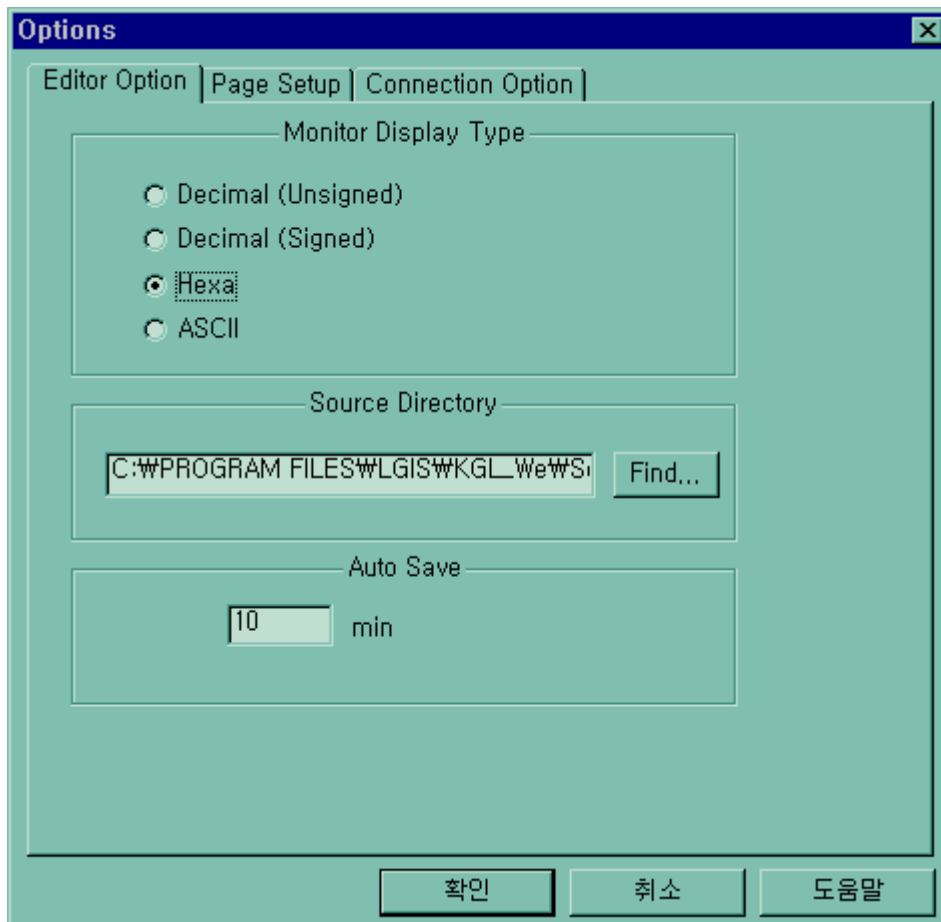 Options
Editor Option Page Setup Connection Option
Monitor Display Type
Decimal (Unsigned)
Decimal (Signed)
Hexa
ASCII
Source Directory
C:₩PROGRAM FILES₩LGIS₩KGL_We₩S
Find...
Auto Save
10 min
확인 취소 도움말